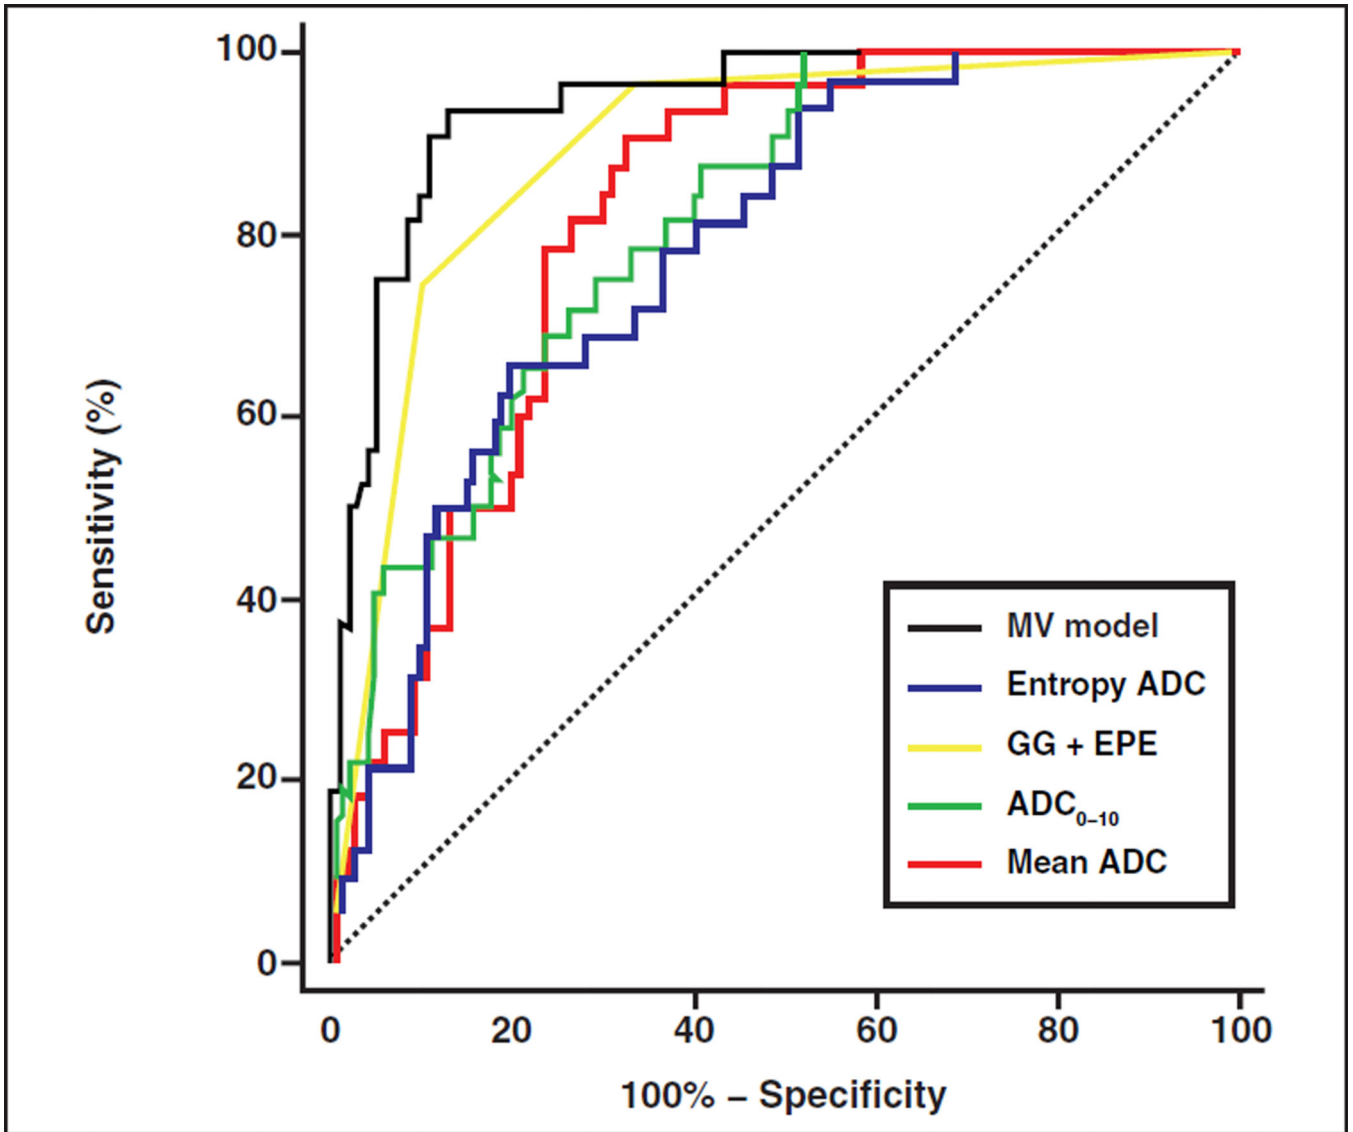 100
80
60
40
20
0
Sensitivity (%)
0 20 40 60 80 100
100% – Specificity
MV model
Entropy ADC
GG + EPE
ADC0–10
Mean ADC